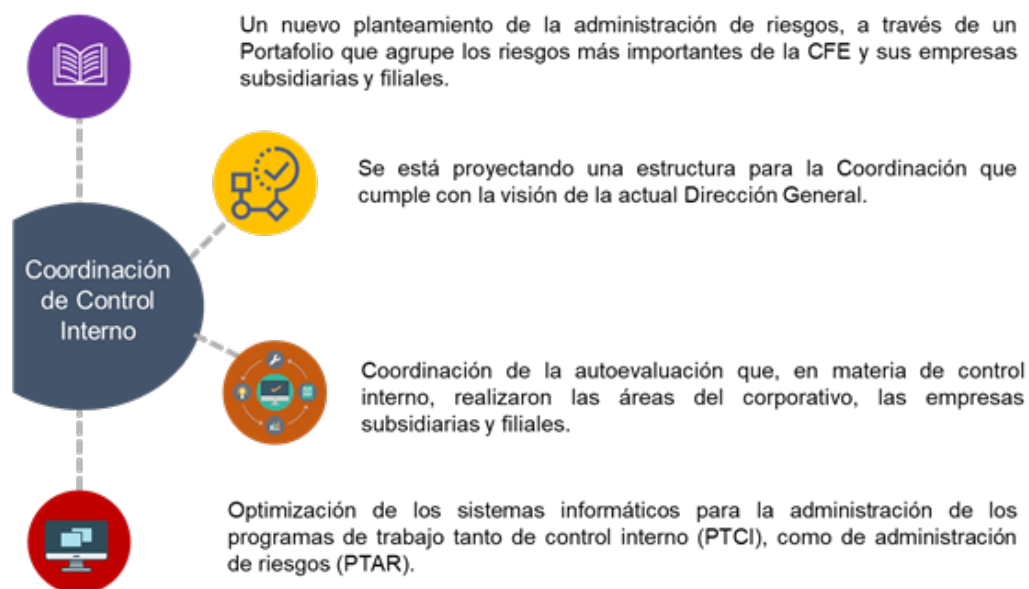 Un nuevo planteamiento de la administración de riesgos, a través de un
Portafolio que agrupe los riesgos más importantes de la CFE y sus empresas
subsidiarias y filiales.
Se está proyectando una estructura para la Coordinación que
cumple con la visión de la actual Dirección General.
Coordinación
de Control
Interno
Coordinación de la autoevaluación que, en materia de control
interno, realizaron las áreas del corporativo, las empresas
subsidiarias y filiales.
Optimización de los sistemas informáticos para la administración de los
programas de trabajo tanto de control interno (PTCI), como de administración
de riesgos (PTAR).